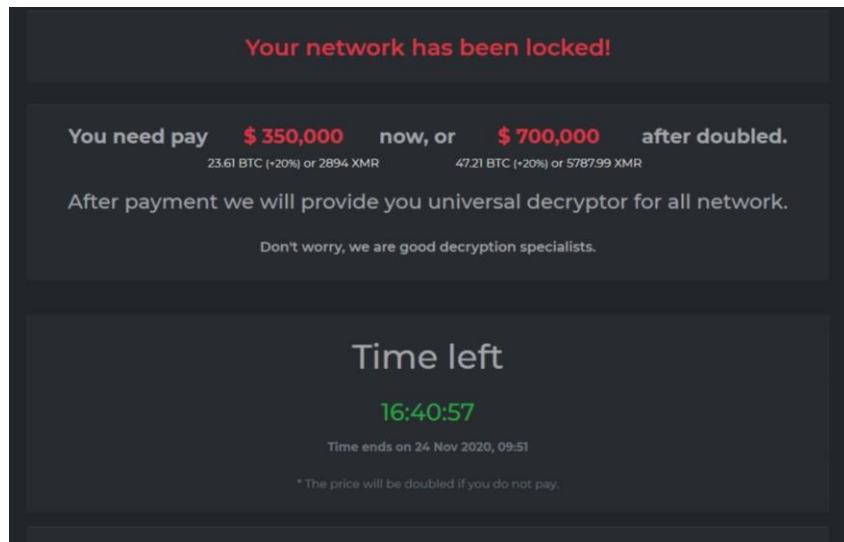 Your network has been locked!
You need pay $ 350,000 now, or $ 700,000 after doubled.
23.61 BTC (+20%) or 2894 XMR 47.21 BTC (+20%) or 5787.99 XMR
After payment we will provide you universal decryptor for all network.
Don't worry, we are good decryption specialists.
Time left
16:40:57
Time ends on 24 Nov 2020, 09:51
* The price will be doubled if you do not pay.